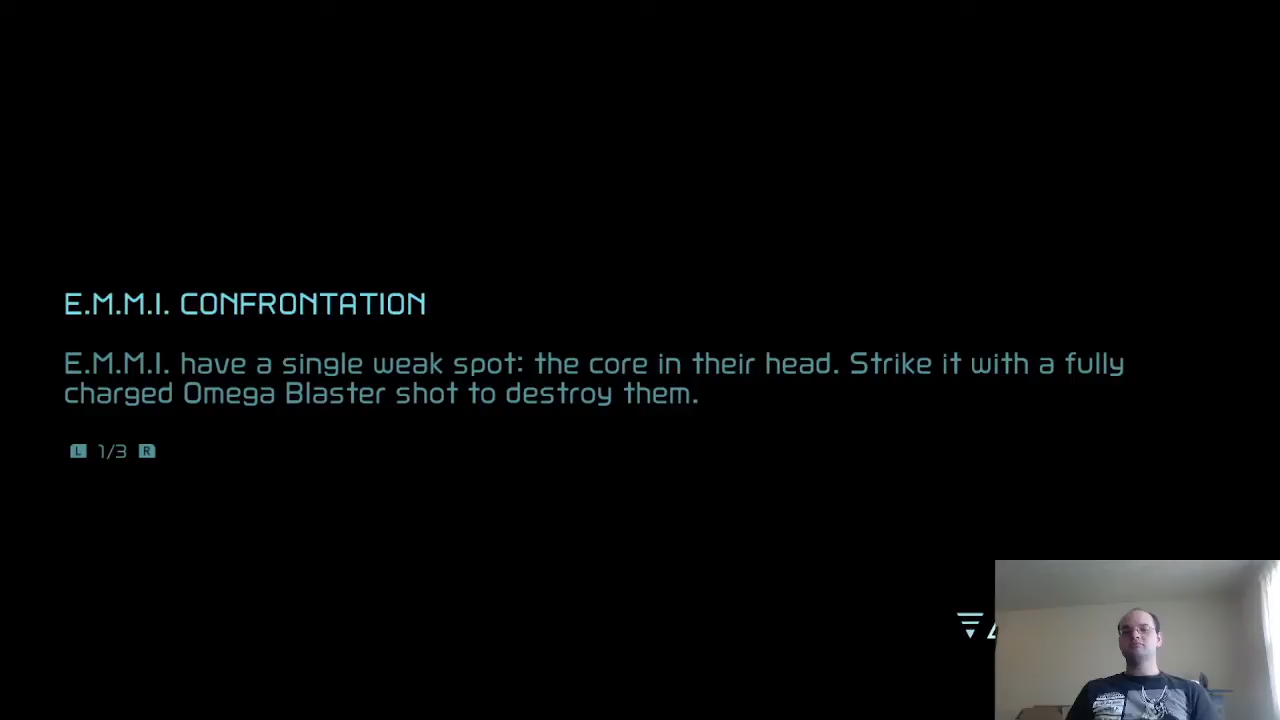 E.M.M.I. CONFRONTATION
E.M.M.I. have a single weak spot: the core in their head. Strike it with a fully
charged Omega Blaster shot to destroy them.
L 1/3 R